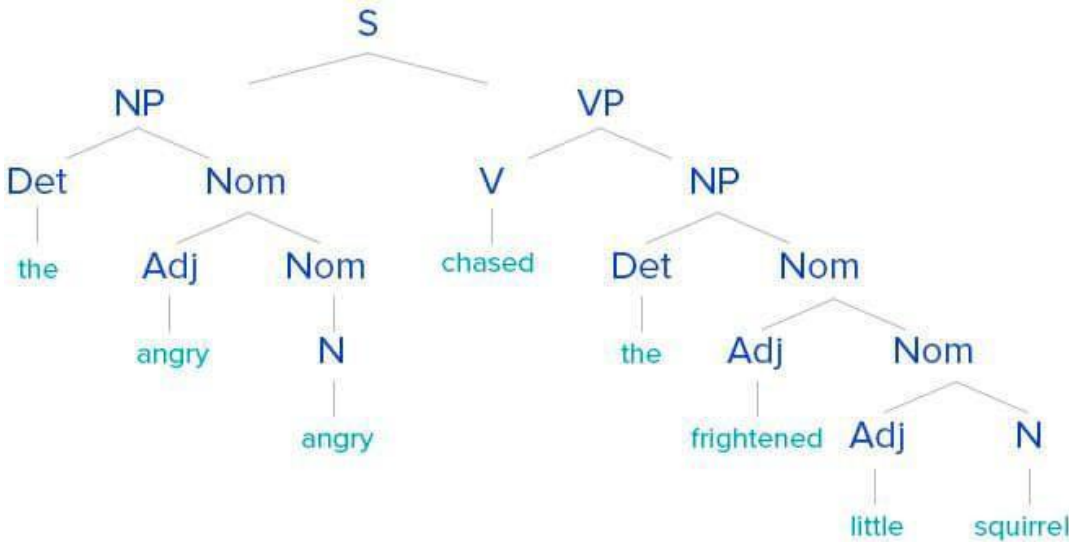 S
NP VP
Det Nom V NP
the Adj Nom chased Det Nom
angry N the Adj Nom
angry frightened Adj N
little squirrel